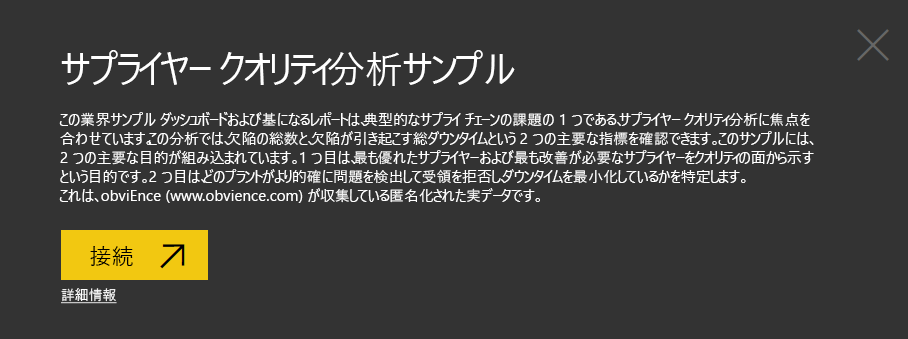 サプライヤー クオリティ分析サンプル
この業界サンプル ダッシュボードおよび基になるレポートは、典型的なサプライ チェーンの課題の 1 つである、サプライヤー クオリティ分析に焦点を
合わせています。この分析では、欠陥の総数と、欠陥が引き起こす総ダウンタイムという 2 つの主要な指標を確認できます。このサンプルには、
2 つの主要な目的が組み込まれています。1 つ目は、最も優れたサプライヤーおよび最も改善が必要なサプライヤーをクオリティの面から示す
という目的です。2 つ目は、どのプラントがより的確に問題を検出して受領を拒否し、ダウンタイムを最小化しているかを特定します。
これは、obviEnce (www.obvience.com) が収集している匿名化された実データです。
接続
詳細情報